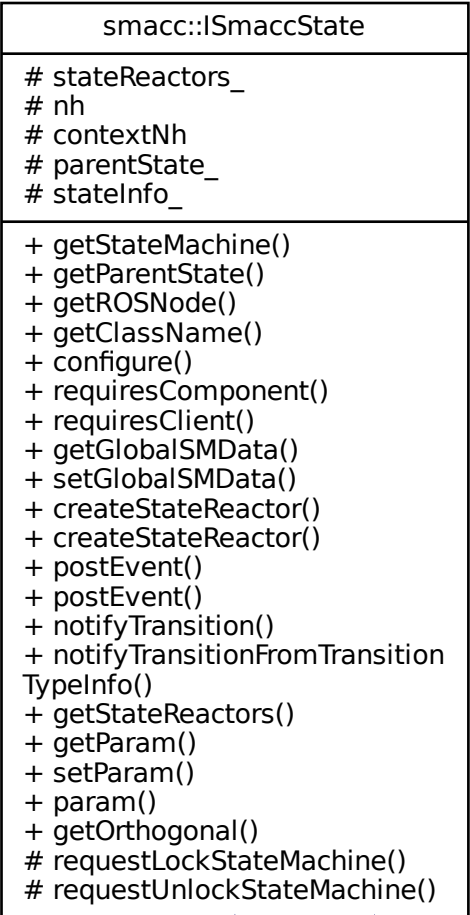 smacc::ISmaccState
# stateReactors_
# nh
# contextNh
# parentState_
# stateInfo_
+ getStateMachine()
+ getParentState()
+ getROSNode()
+ getClassName()
+ configure()
+ requiresComponent()
+ requiresClient()
+ getGlobalSMData()
+ setGlobalSMData()
+ createStateReactor()
+ createStateReactor()
+ postEvent()
+ postEvent()
+ notifyTransition()
+ notifyTransitionFromTransition
TypeInfo()
+ getStateReactors()
+ getParam()
+ setParam()
+ param()
+ getOrthogonal()
# requestLockStateMachine()
# requestUnlockStateMachine()